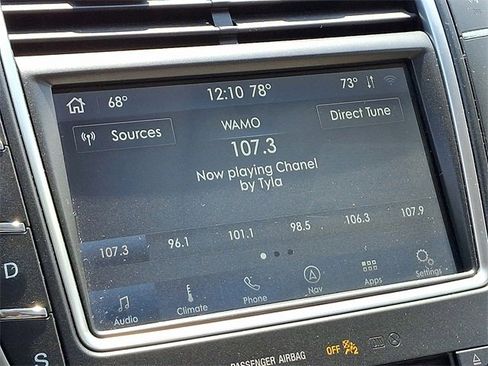 68° 12:10 78° 73°
Sources WAMO Direct Tune
107.3
Now playing Chanel
by Tyla
107.3 96.1 101.1 98.5 106.3 107.9
Audio Climate Phone Nav Apps Settings
D
S
PASSENGER AIRBAG OFF 2